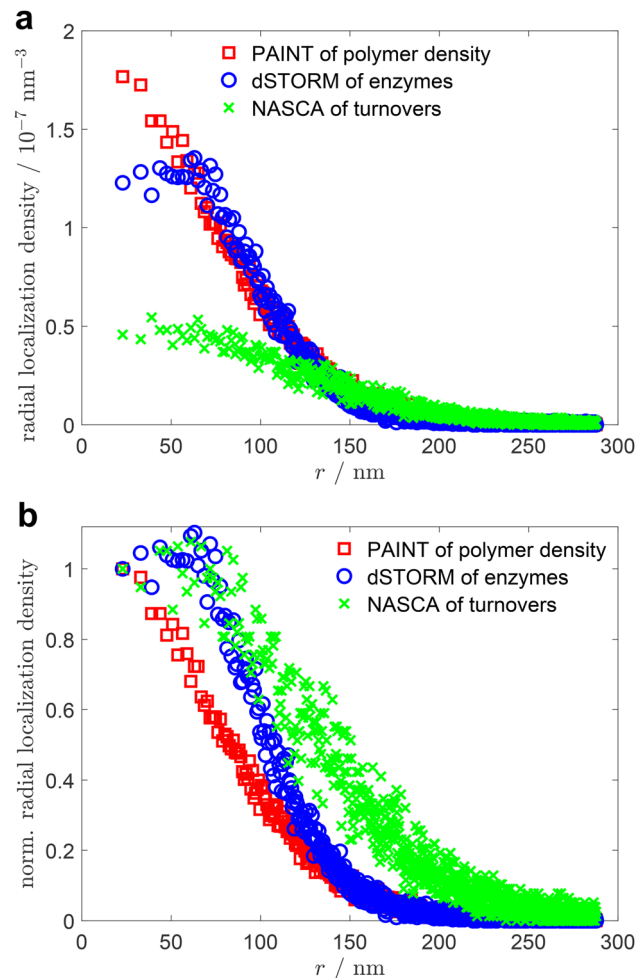 a
2
1.5
1
0.5
0
radial localization density / 10⁻⁷ nm⁻³
PAINT of polymer density
dSTORM of enzymes
NASCA of turnovers
0 50 100 150 200 250 300
r / nm
b
1
0.8
0.6
0.4
0.2
0
norm. radial localization density
PAINT of polymer density
dSTORM of enzymes
NASCA of turnovers
0 50 100 150 200 250 300
r / nm